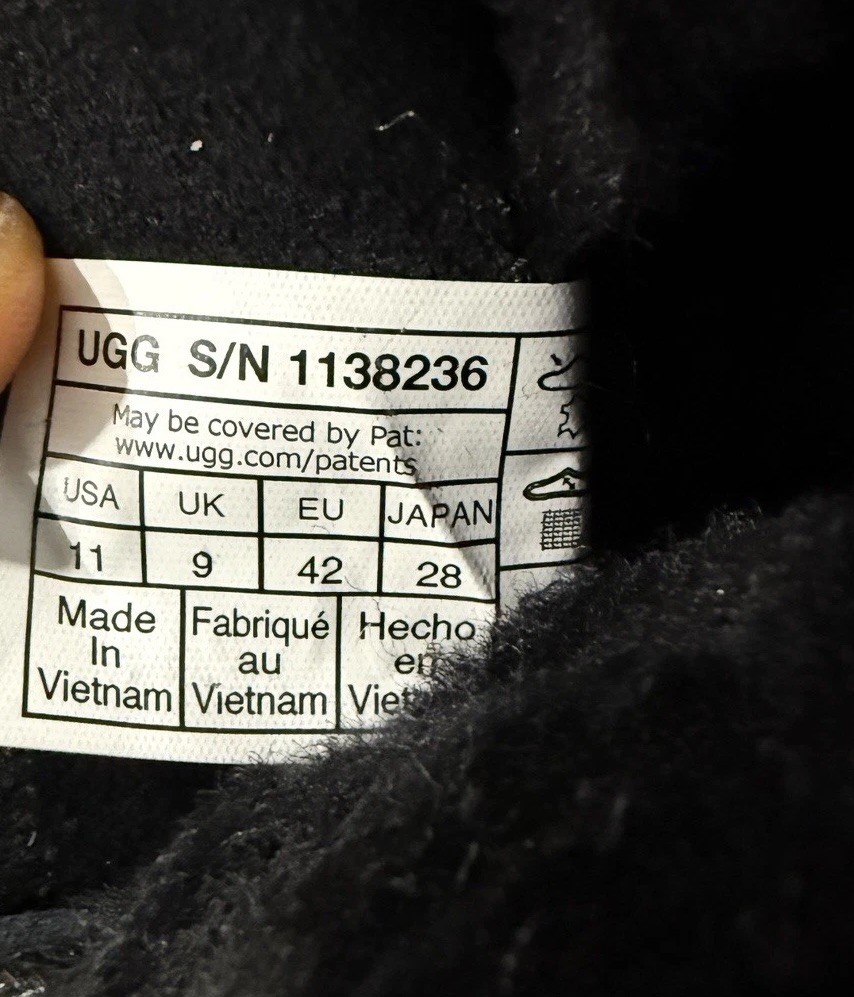 UGG S/N 1138236
May be covered by Pat:
www.ugg.com/patents
USA UK EU JAPAN
11 9 42 28
Made Fabriqué Hecho
In au en
Vietnam Vietnam